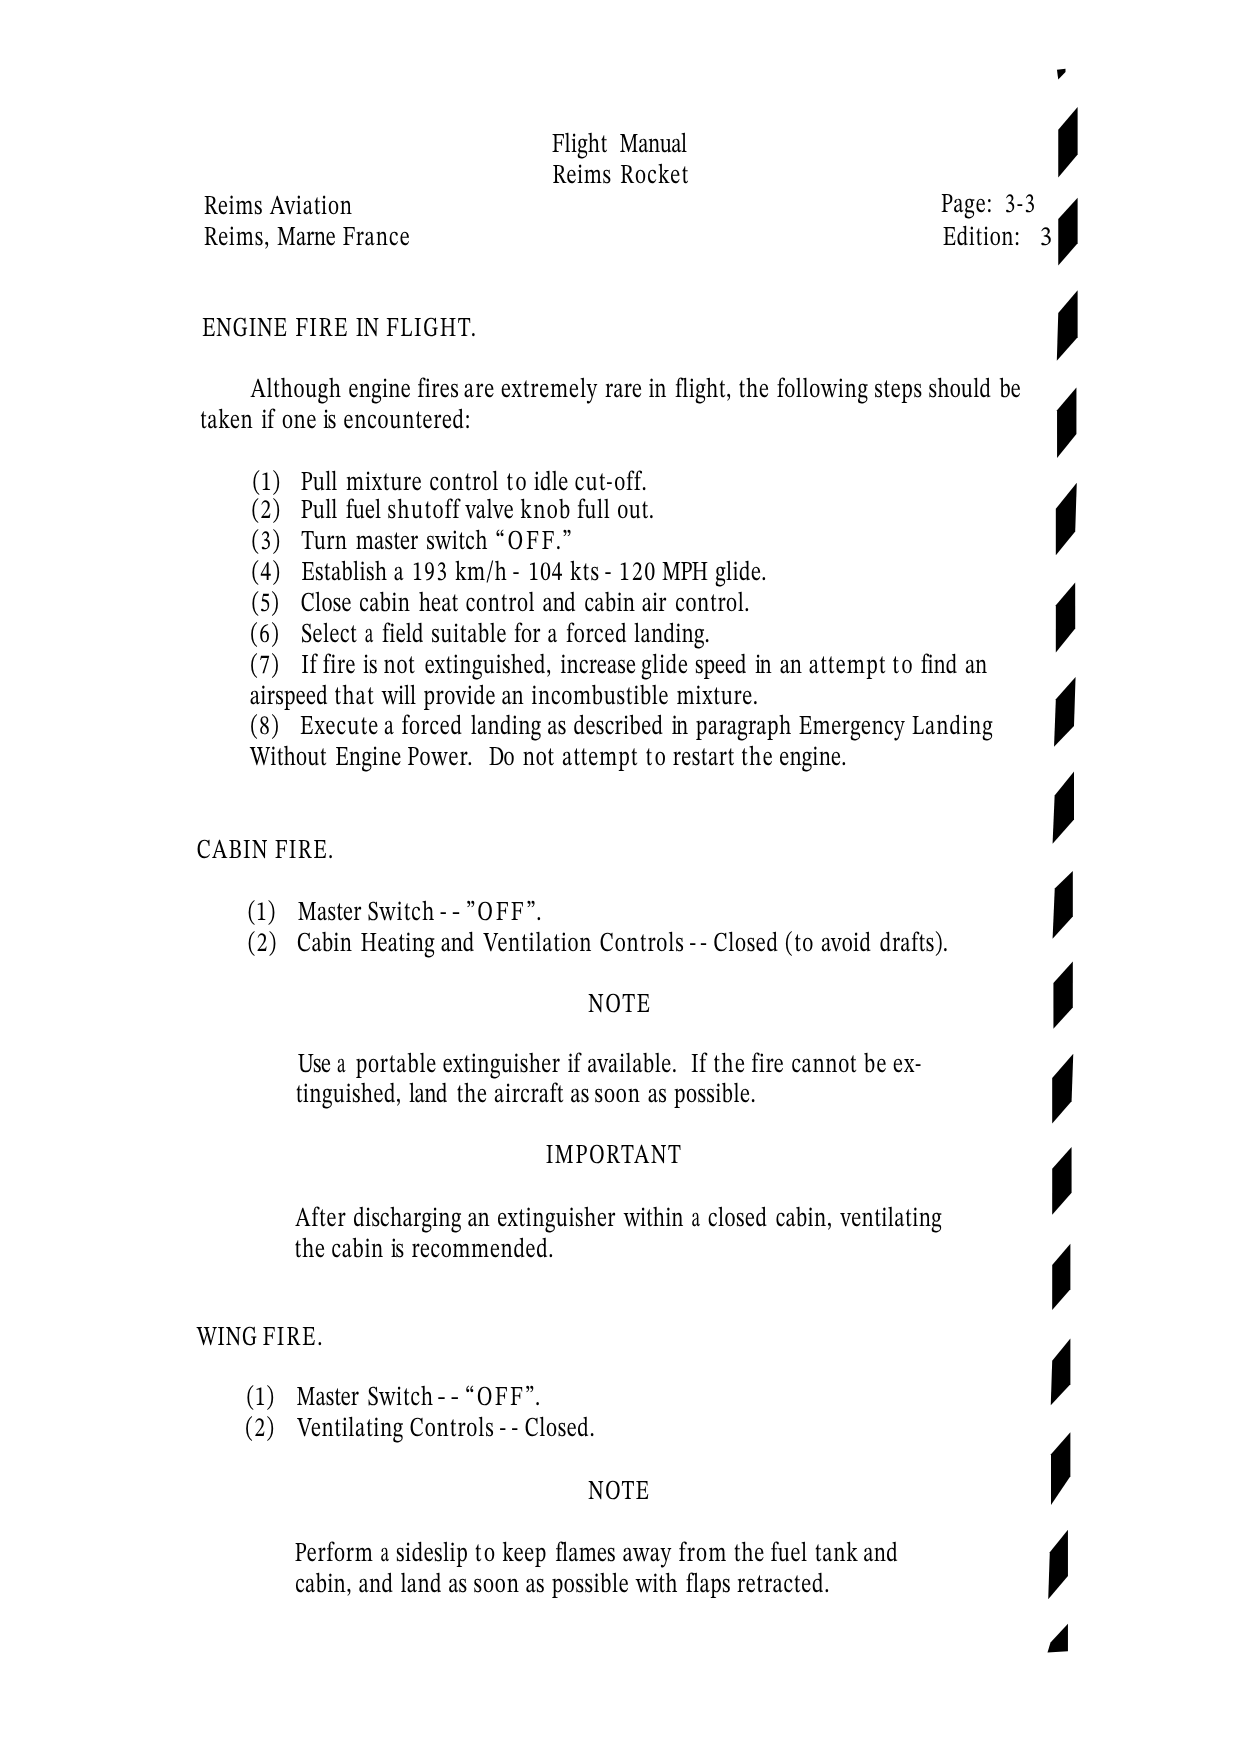 Flight Manual
Reims Rocket
Reims Aviation
Page: 3-3
Reims, Marne France
Edition: 3
ENGINE FIRE IN FLIGHT.
Although engine fires are extremely rare in flight, the following steps should be
taken if one is encountered:
(1) Pull mixture control to idle cut-off.
(2) Pull fuel shutoff valve knob full out.
(3) Turn master switch “OFF.”
(4) Establish a 193 km/h - 104 kts - 120 MPH glide.
(5) Close cabin heat control and cabin air control.
(6) Select a field suitable for a forced landing.
(7) If fire is not extinguished, increase glide speed in an attempt to find an
airspeed that will provide an incombustible mixture.
(8) Execute a forced landing as described in paragraph Emergency Landing
Without Engine Power. Do not attempt to restart the engine.
CABIN FIRE.
(1) Master Switch - - ”OFF”.
(2) Cabin Heating and Ventilation Controls - - Closed (to avoid drafts).
NOTE
Use a portable extinguisher if available. If the fire cannot be ex-
tinguished, land the aircraft as soon as possible.
IMPORTANT
After discharging an extinguisher within a closed cabin, ventilating
the cabin is recommended.
WING FIRE.
(1) Master Switch - - “OFF”.
(2) Ventilating Controls - - Closed.
NOTE
Perform a sideslip to keep flames away from the fuel tank and
cabin, and land as soon as possible with flaps retracted.